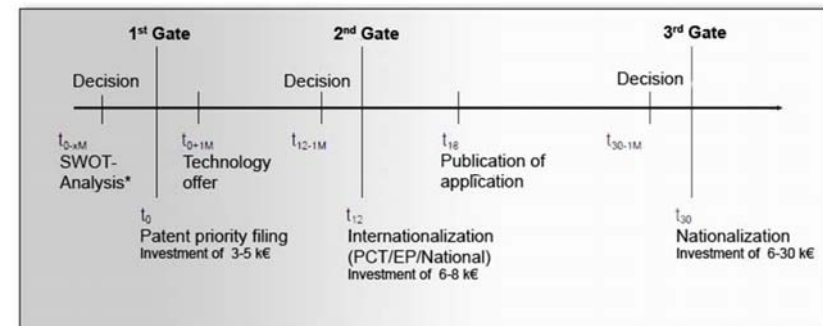 1st Gate
2nd Gate
3rd Gate
Decision
Decision
Decision
t0-xM
SWOT-
Analysis*
t0+1M
Technology
offer
t12-1M
t18
Publication of
application
t30-1M
t0
Patent priority filing
Investment of 3-5 k€
t12
Internationalization
(PCT/EP/National)
Investment of 6-8 k€
t30
Nationalization
Investment of 6-30 k€